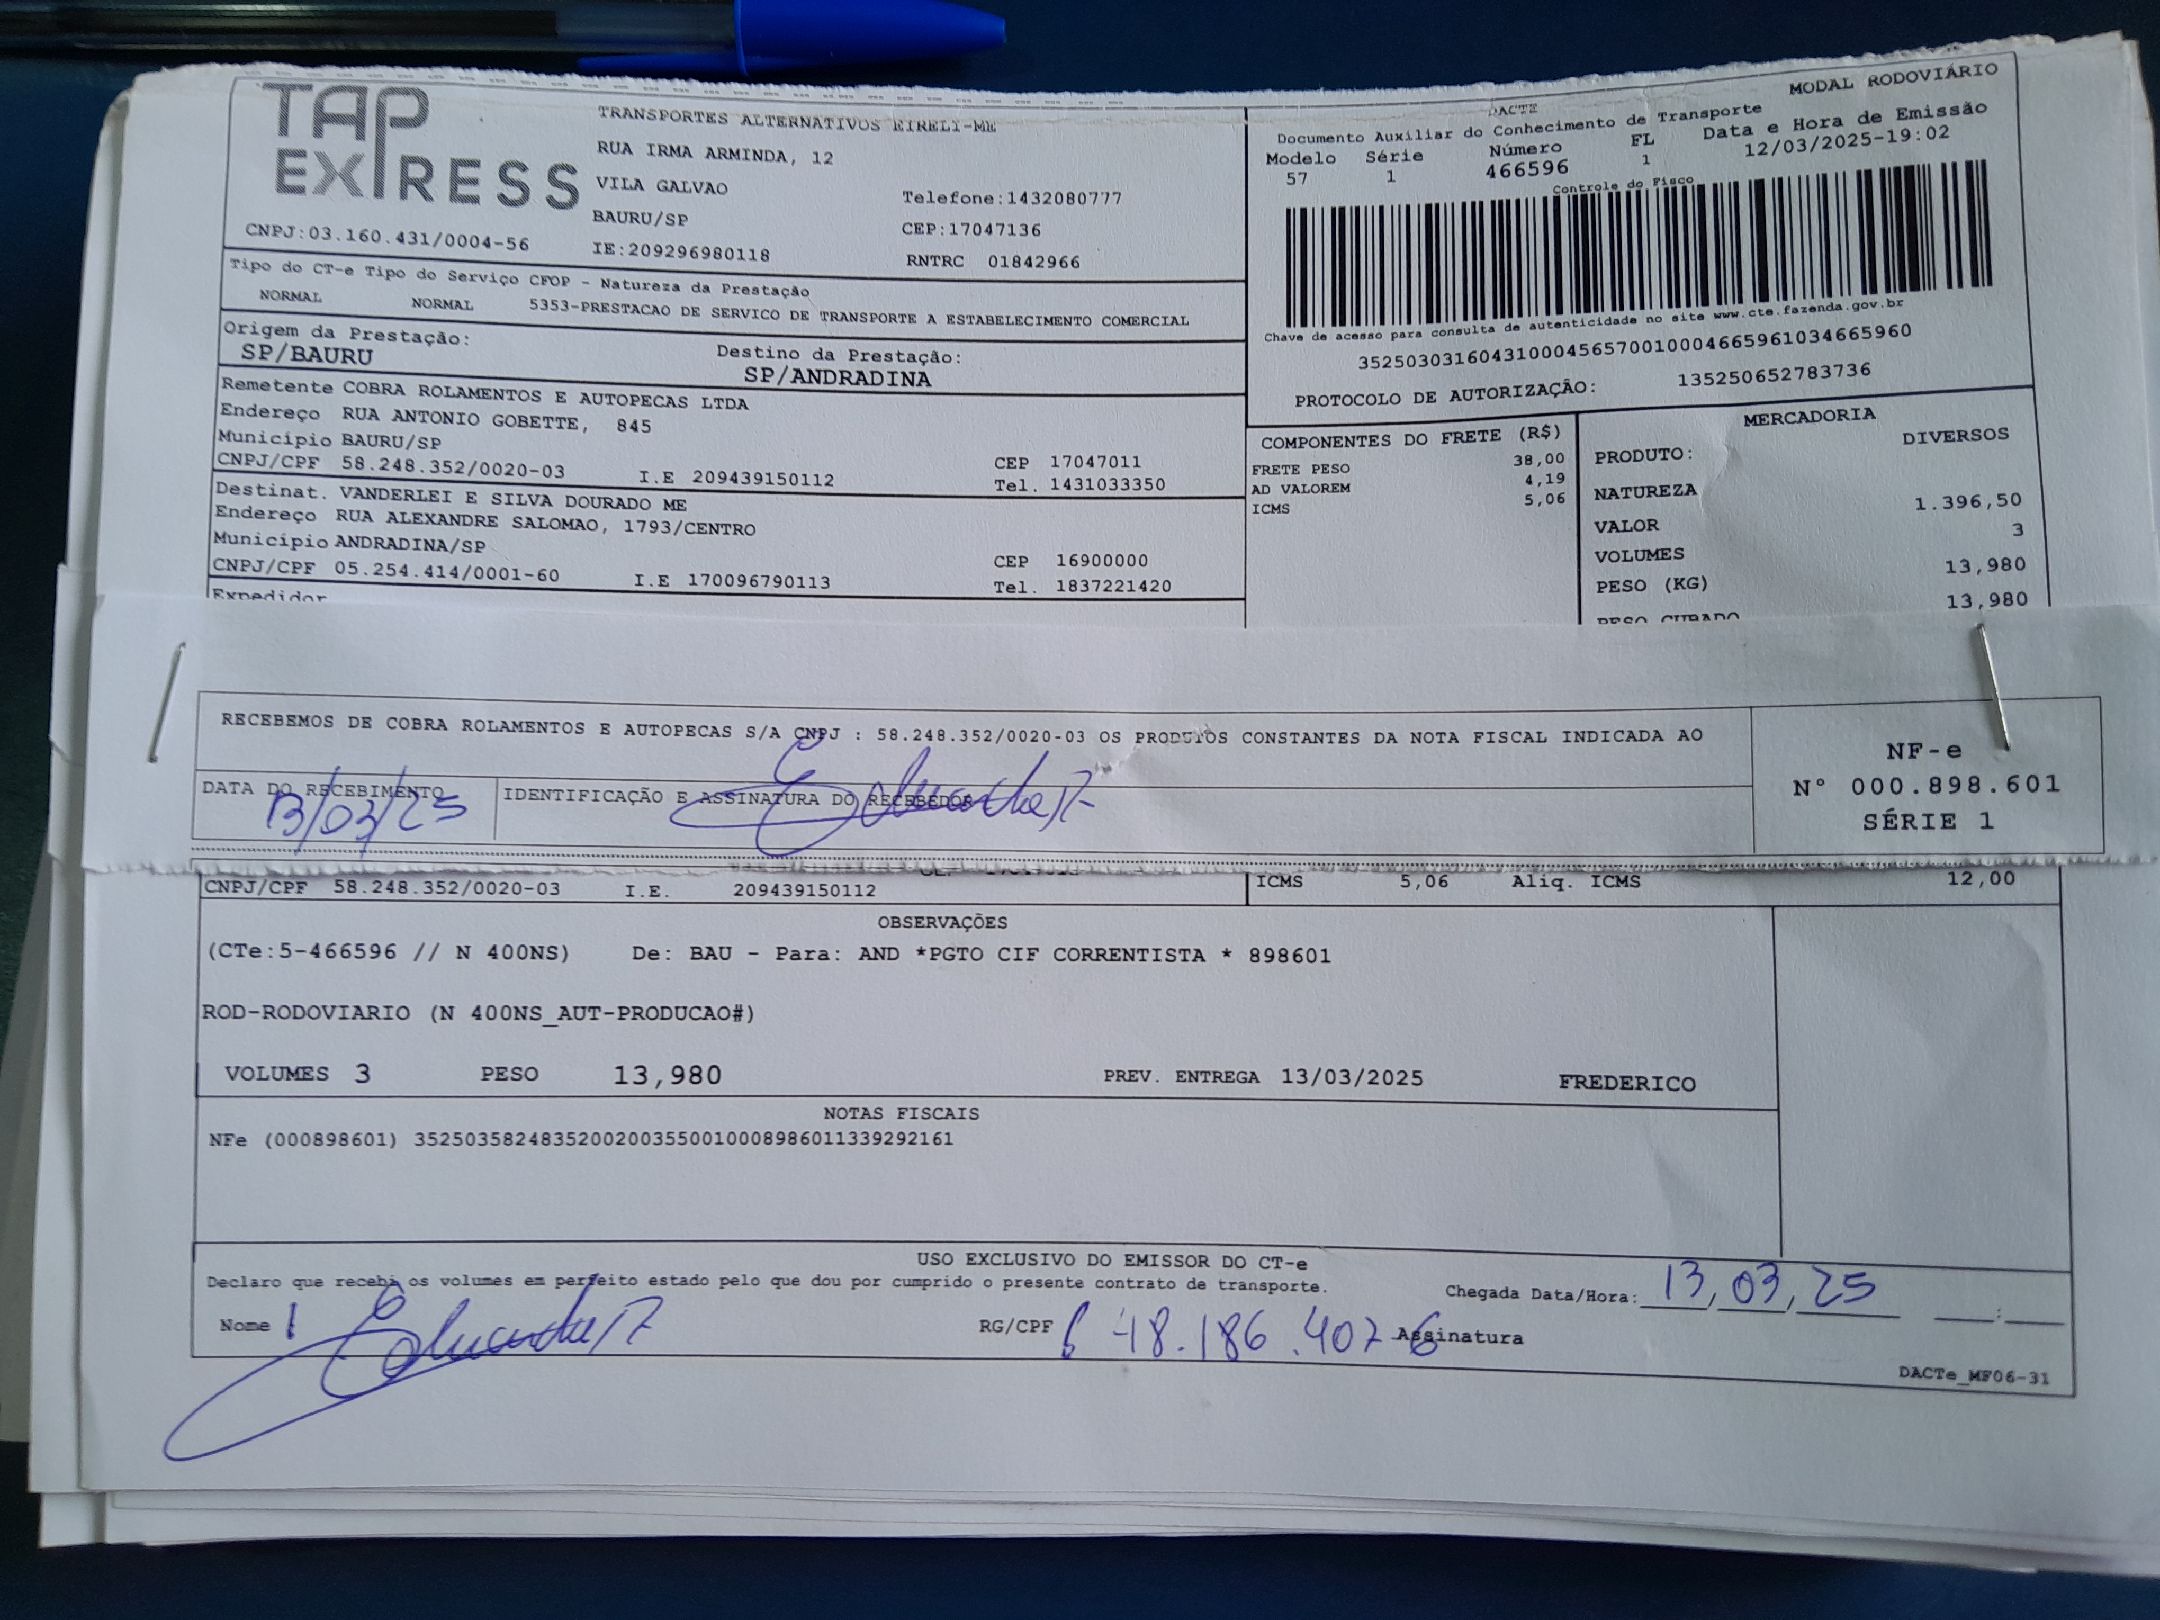 TAP
EXPRESS
TRANSPORTES ALTERNATIVOS EIRELI-ME
RUA IRMA ARMINDA, 12
VILA GALVAO
Telefone:1432080777
BAURU/SP
CEP:17047136
CNPJ:03.160.431/0004-56
IE:209296980118
RNTRC 01842966
MODAL RODOVIÁRIO
DACTE
Documento Auxiliar do Conhecimento de Transporte
Modelo Série Número FL Data e Hora de Emissão
57 1 466596 1 12/03/2025-19:02
Controle do Fisco
Chave de acesso para consulta de autenticidade no site www.cte.fazenda.gov.br
35250303160431000456570010004665961034665960
PROTOCOLO DE AUTORIZAÇÃO: 135250652783736
Tipo do CT-e Tipo do Serviço CFOP - Natureza da Prestação
NORMAL NORMAL 5353-PRESTACAO DE SERVICO DE TRANSPORTE A ESTABELECIMENTO COMERCIAL
Origem da Prestação: Destino da Prestação:
SP/BAURU SP/ANDRADINA
Remetente COBRA ROLAMENTOS E AUTOPECAS LTDA
Endereço RUA ANTONIO GOBETTE, 845
Município BAURU/SP CEP 17047011
CNPJ/CPF 58.248.352/0020-03 I.E 209439150112 Tel. 1431033350
Destinat. VANDERLEI E SILVA DOURADO ME
Endereço RUA ALEXANDRE SALOMAO, 1793/CENTRO
Município ANDRADINA/SP CEP 16900000
CNPJ/CPF 05.254.414/0001-60 I.E 170096790113 Tel. 1837221420
Expedidor
COMPONENTES DO FRETE (R$)
FRETE PESO 38,00
AD VALOREM 4,19
ICMS 5,06
MERCADORIA
PRODUTO: DIVERSOS
NATUREZA
VALOR 1.396,50
VOLUMES 3
PESO (KG) 13,980
PESO CUBADO 13,980
RECEBEMOS DE COBRA ROLAMENTOS E AUTOPECAS S/A CNPJ : 58.248.352/0020-03 OS PRODUTOS CONSTANTES DA NOTA FISCAL INDICADA AO
DATA DO RECEBIMENTO IDENTIFICAÇÃO E ASSINATURA DO RECEBEDOR
13/03/25
NF-e
Nº 000.898.601
SÉRIE 1
CNPJ/CPF 58.248.352/0020-03 I.E. 209439150112 ICMS 5,06 Aliq. ICMS 12,00
OBSERVAÇÕES
(CTe:5-466596 // N 400NS) De: BAU - Para: AND *PGTO CIF CORRENTISTA * 898601
ROD-RODOVIARIO (N 400NS_AUT-PRODUCAO#)
VOLUMES 3 PESO 13,980 PREV. ENTREGA 13/03/2025 FREDERICO
NOTAS FISCAIS
NFe (000898601) 35250358248352002003550010008986011339292161
USO EXCLUSIVO DO EMISSOR DO CT-e
Declaro que recebi os volumes em perfeito estado pelo que dou por cumprido o presente contrato de transporte.
Chegada Data/Hora: 13,03,25 :
Nome RG/CPF 48.186.407-6 Assinatura
DACTe_MF06-31